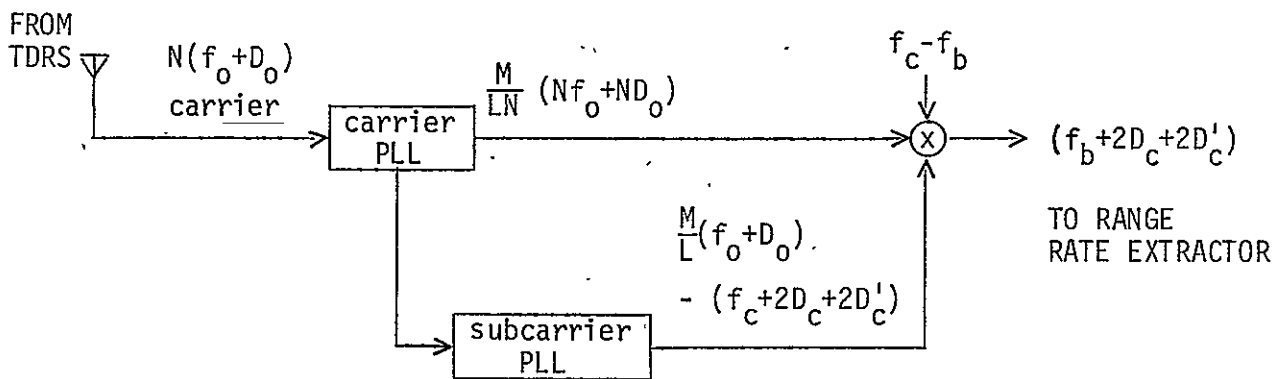 FROM
TDRS
N(f_o+D_o)
carrier
carrier
PLL
M/LN (Nf_o+ND_o)
f_c-f_b
X
(f_b+2D_c+2D'_c)
TO RANGE
RATE EXTRACTOR
M/L(f_o+D_o)
- (f_c+2D_c+2D'_c)
subcarrier
PLL